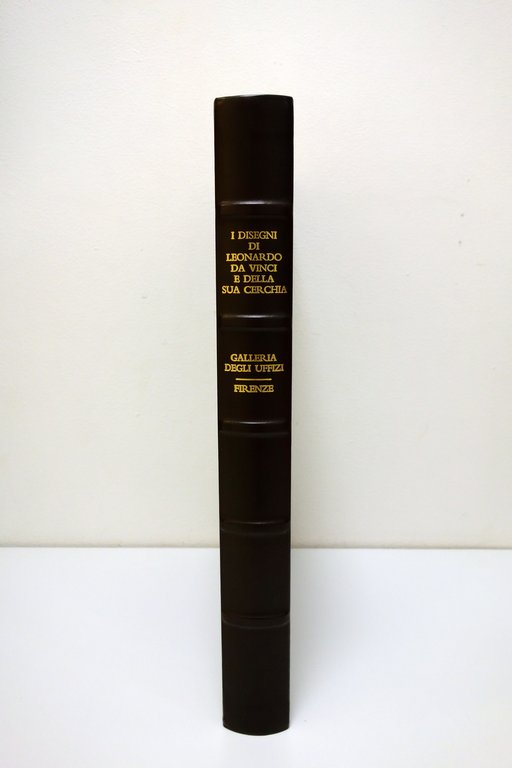 I DISEGNI
DI
LEONARDO
DA VINCI
E DELLA
SUA CERCHIA
GALLERIA
DEGLI UFFIZI
FIRENZE